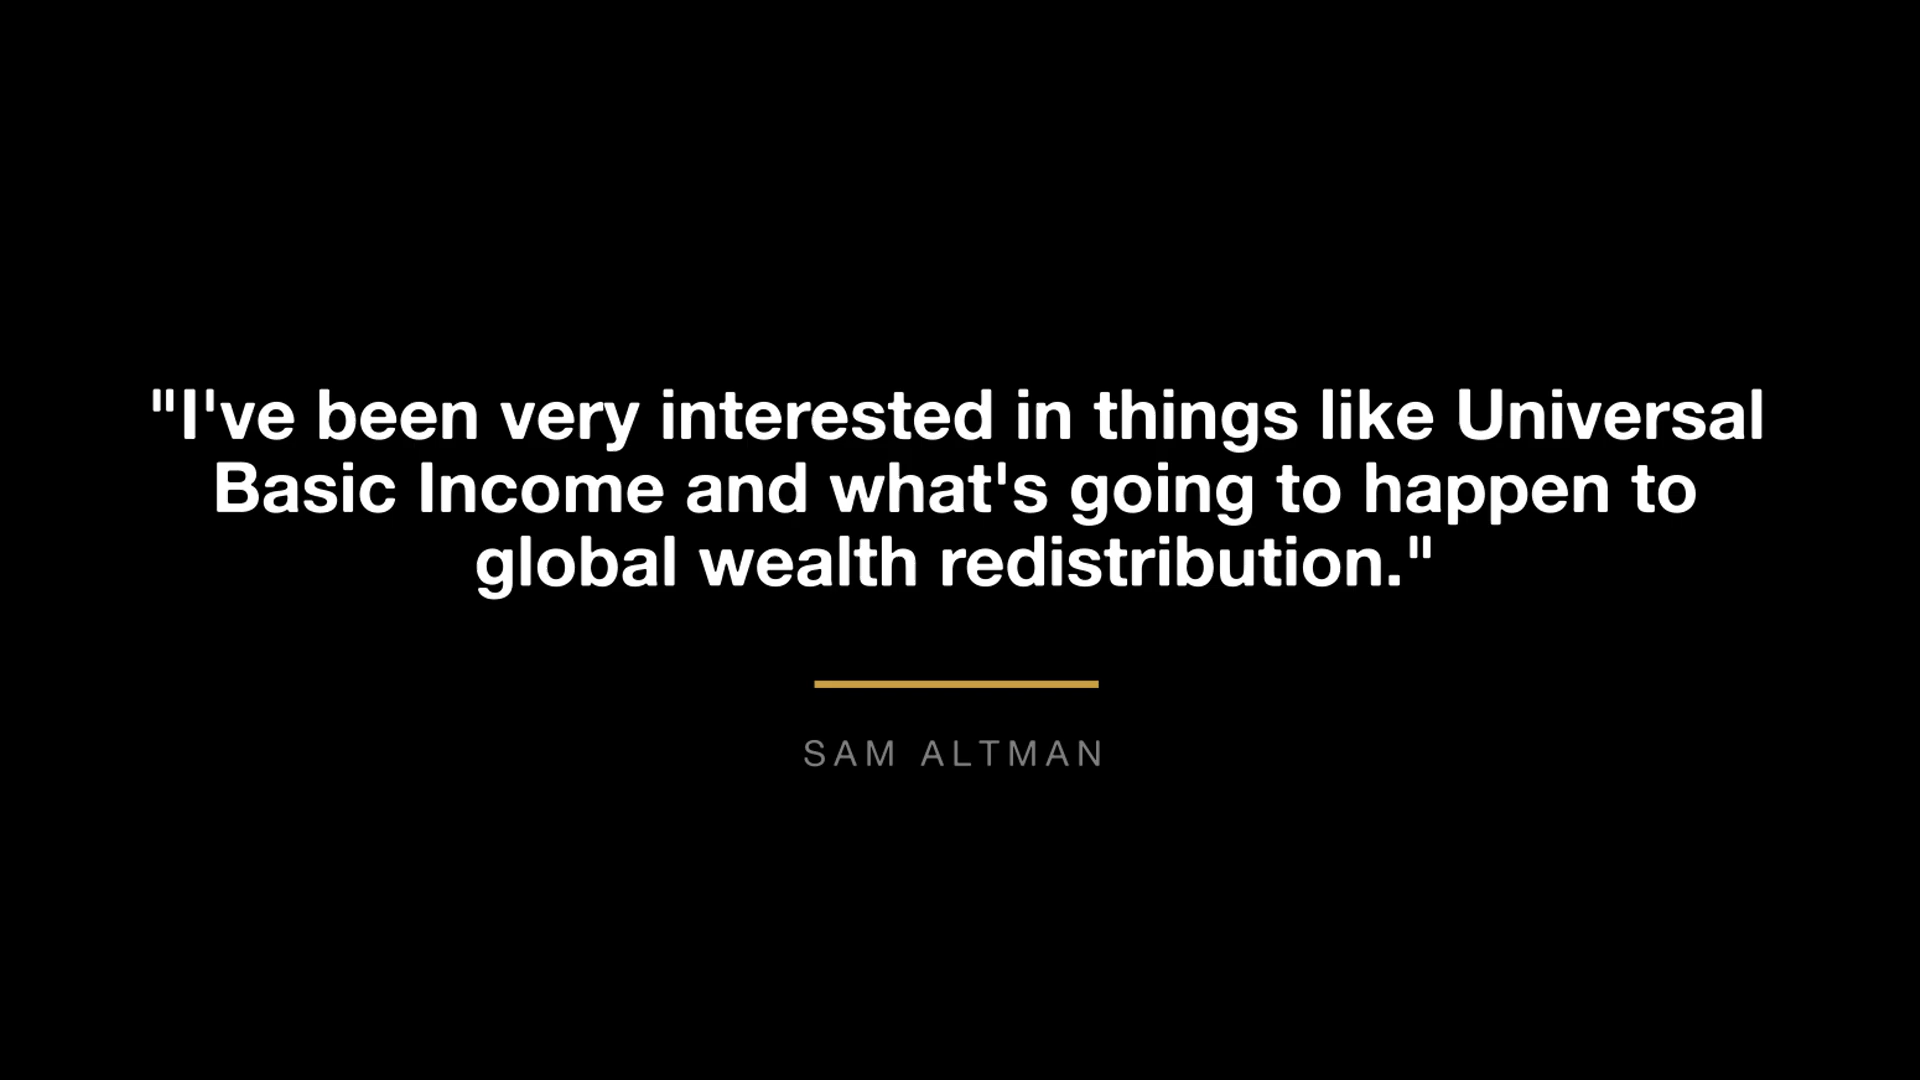 "I've been very interested in things like Universal
Basic Income and what's going to happen to
global wealth redistribution."
SAM ALTMAN